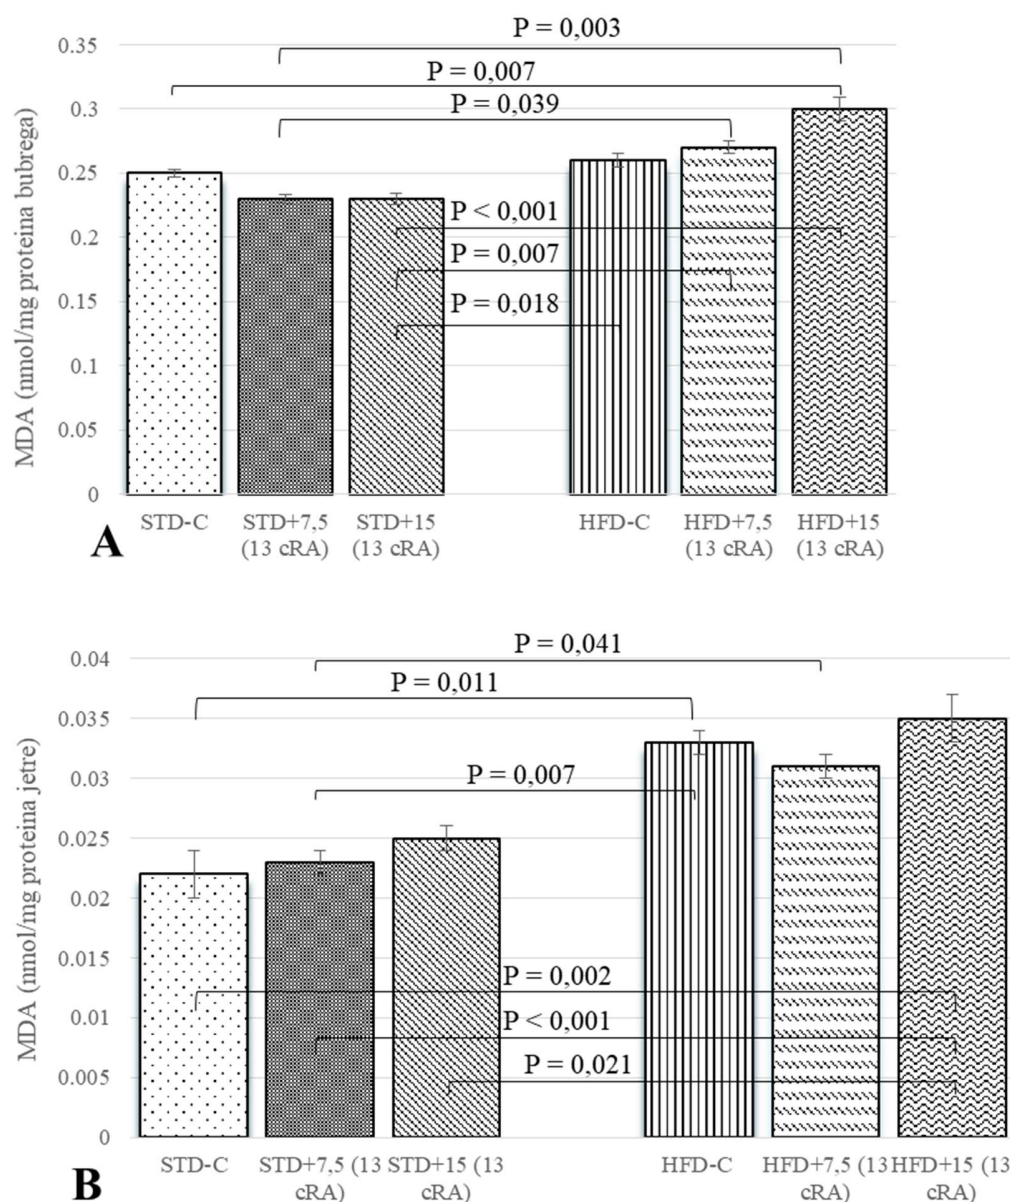 P = 0,003
0.35
P = 0,007
P = 0,039
0.3
0.25
P < 0,001
0.2
P = 0,007
0.15
P = 0,018
0.1
0.05
0
MDA (nmol/mg proteina bubrega)
STD-C STD+7,5 STD+15 HFD-C HFD+7,5 HFD+15
(13 cRA) (13 cRA) (13 cRA) (13 cRA)
A
P = 0,041
0.04
P = 0,011
0.035
P = 0,007
0.03
0.025
0.02
0.015
P = 0,002
0.01
P < 0,001
P = 0,021
0.005
0
MDA (nmol/mg proteina jetre)
STD-C STD+7,5 (13 STD+15 (13 HFD-C HFD+7,5 (13 HFD+15 (13
cRA) cRA) cRA) cRA)
B